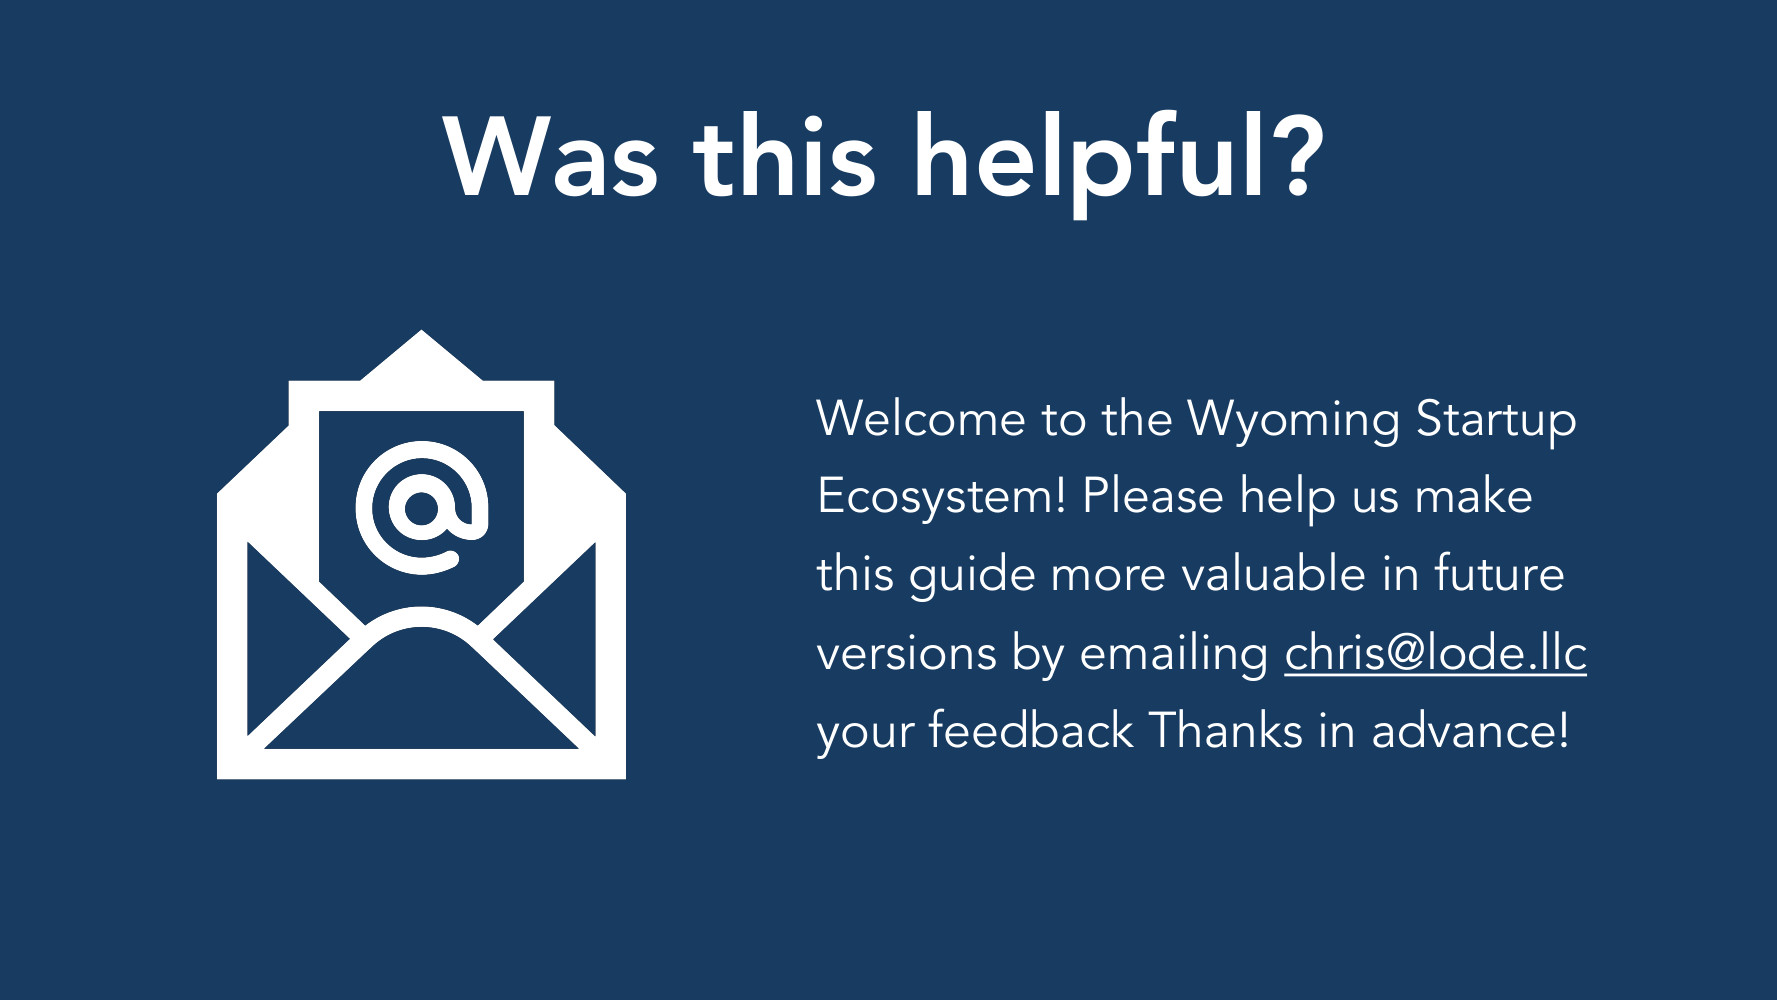 Was this helpful?
@
Welcome to the Wyoming Startup
Ecosystem! Please help us make
this guide more valuable in future
versions by emailing chris@lode.llc
your feedback Thanks in advance!